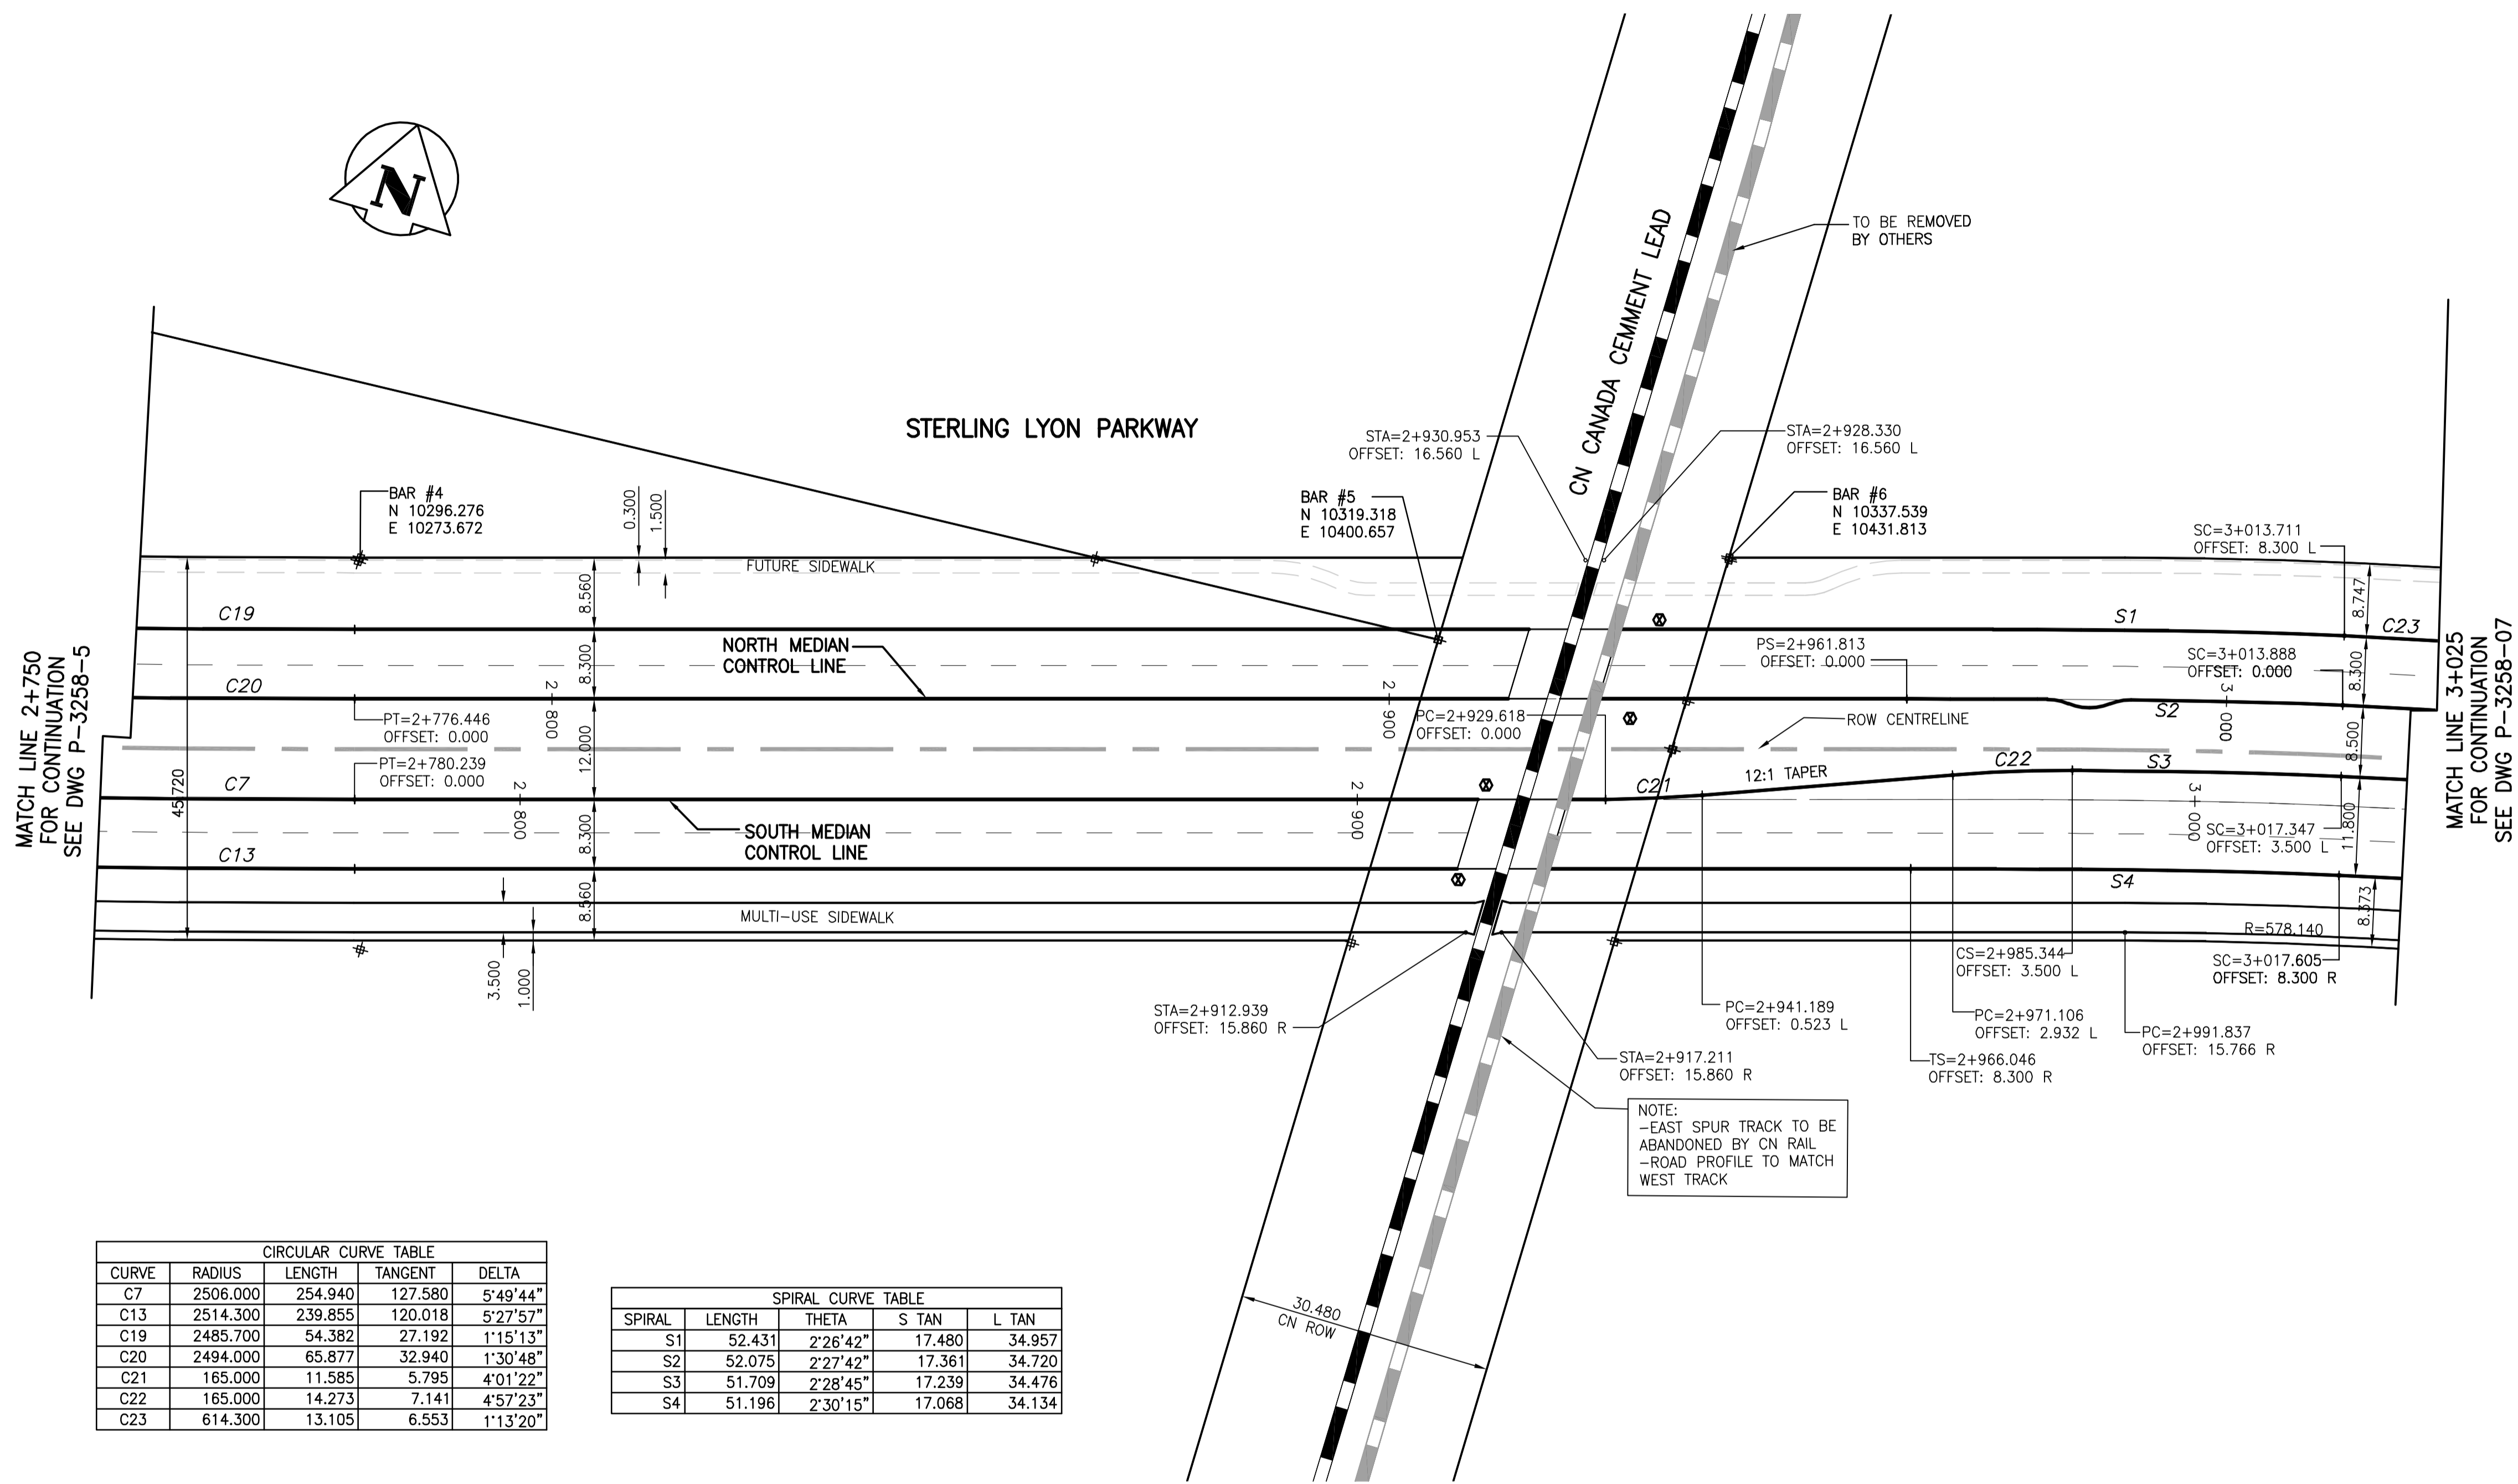 N
TO BE REMOVED
BY OTHERS
CN CANADA CEMMENT LEAD
STERLING LYON PARKWAY
STA=2+930.953
OFFSET: 16.560 L
STA=2+928.330
OFFSET: 16.560 L
BAR #4
N 10296.276
E 10273.672
0.300
1.500
BAR #5
N 10319.318
E 10400.657
BAR #6
N 10337.539
E 10431.813
SC=3+013.711
OFFSET: 8.300 L
FUTURE SIDEWALK
8.560
8.747
C19
S1
C23
MATCH LINE 2+750
FOR CONTINUATION
SEE DWG P-3258-5
NORTH MEDIAN
CONTROL LINE
8.300
PS=2+961.813
OFFSET: 0.000
SC=3+013.888
OFFSET: 0.000
8.300
MATCH LINE 3+025
FOR CONTINUATION
SEE DWG P-3258-07
C20
2-800
2-900
3-000
S2
PT=2+776.446
OFFSET: 0.000
PC=2+929.618
OFFSET: 0.000
ROW CENTRELINE
12.000
8.500
45.720
PT=2+780.239
OFFSET: 0.000
C7
2-800
2-900
C21
12:1 TAPER
C22
S3
3+000
SOUTH MEDIAN
CONTROL LINE
8.300
SC=3+017.347
OFFSET: 3.500 L
11.800
C13
S4
8.560
8.373
MULTI-USE SIDEWALK
R=578.140
3.500
1.000
CS=2+985.344
OFFSET: 3.500 L
SC=3+017.605
OFFSET: 8.300 R
STA=2+912.939
OFFSET: 15.860 R
PC=2+941.189
OFFSET: 0.523 L
PC=2+971.106
OFFSET: 2.932 L
PC=2+991.837
OFFSET: 15.766 R
STA=2+917.211
OFFSET: 15.860 R
TS=2+966.046
OFFSET: 8.300 R
NOTE:
-EAST SPUR TRACK TO BE
ABANDONED BY CN RAIL
-ROAD PROFILE TO MATCH
WEST TRACK
30.480
CN ROW
CIRCULAR CURVE TABLE
CURVE RADIUS LENGTH TANGENT DELTA
C7 2506.000 254.940 127.580 5°49'44"
C13 2514.300 239.855 120.018 5°27'57"
C19 2485.700 54.382 27.192 1°15'13"
C20 2494.000 65.877 32.940 1°30'48"
C21 165.000 11.585 5.795 4°01'22"
C22 165.000 14.273 7.141 4°57'23"
C23 614.300 13.105 6.553 1°13'20"
SPIRAL CURVE TABLE
SPIRAL LENGTH THETA S TAN L TAN
S1 52.431 2°26'42" 17.480 34.957
S2 52.075 2°27'42" 17.361 34.720
S3 51.709 2°28'45" 17.239 34.476
S4 51.196 2°30'15" 17.068 34.134